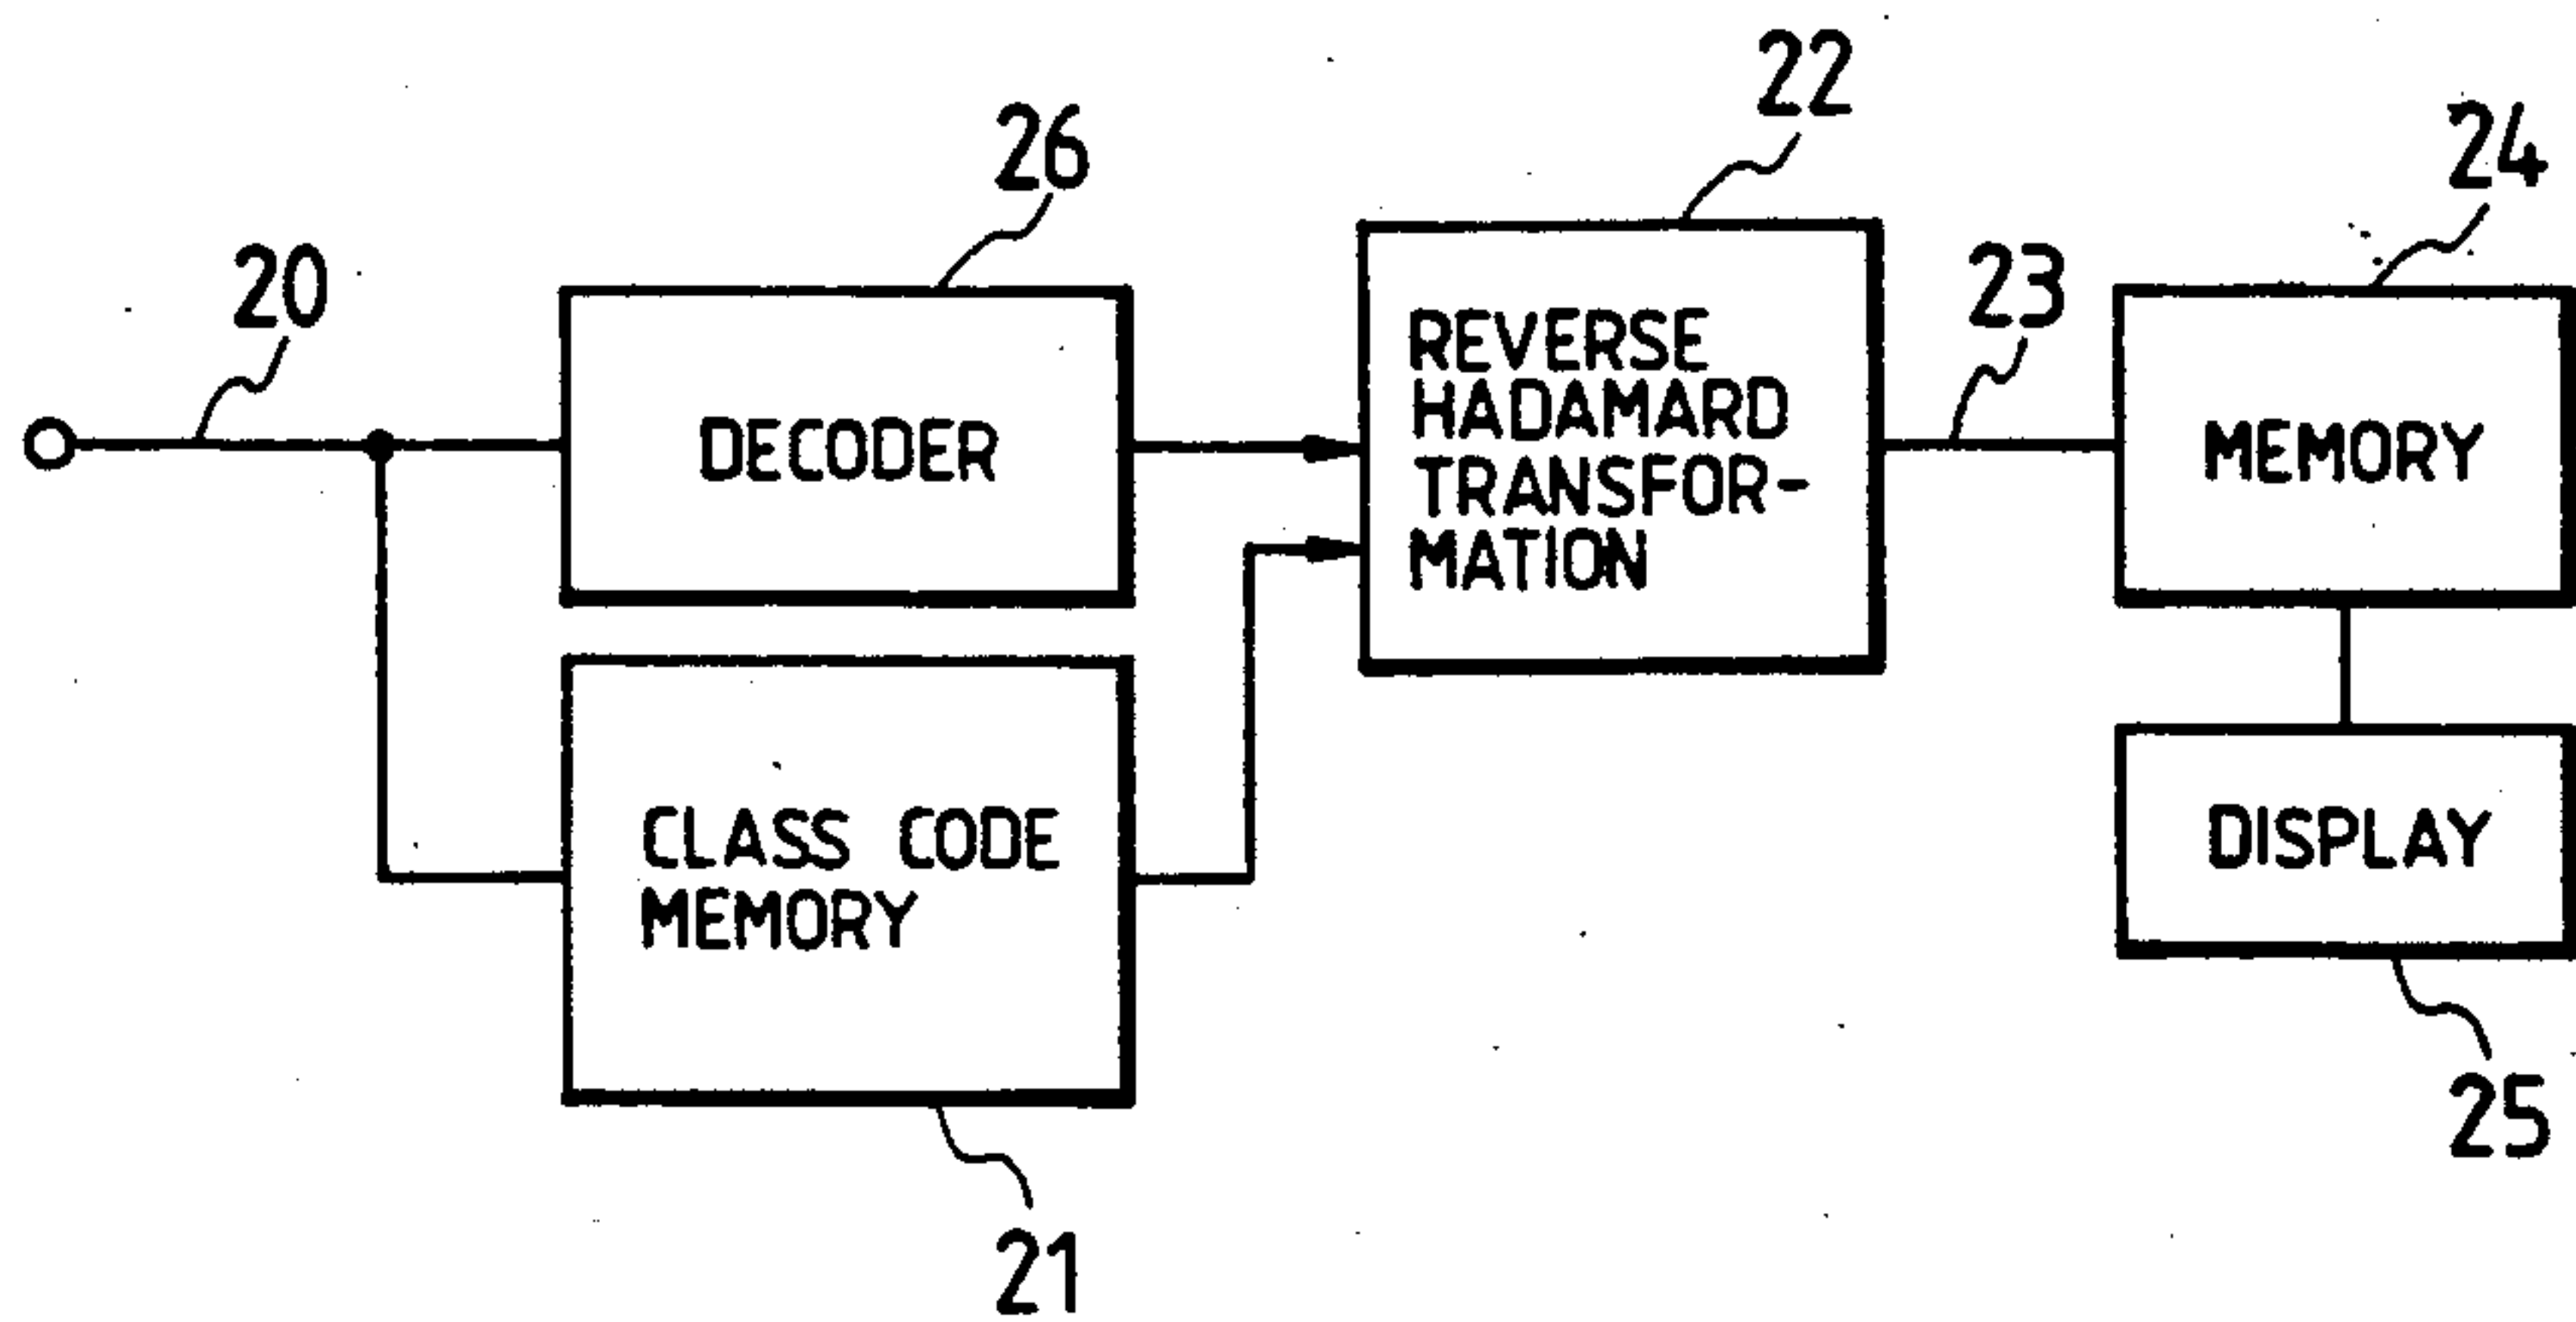 20
26
DECODER
CLASS CODE
MEMORY
21
22
REVERSE
HADAMARD
TRANSFOR-
MATION
23
24
MEMORY
DISPLAY
25